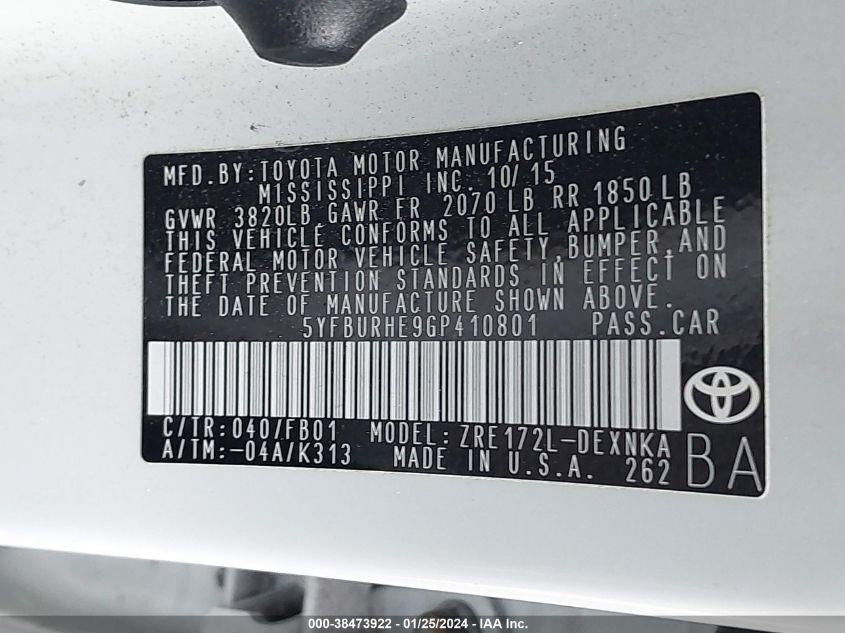 MFD.BY:TOYOTA MOTOR MANUFACTURING
MISSISSIPPI INC. 10/15
GVWR 3820LB GAWR FR 2070 LB RR 1850 LB
THIS VEHICLE CONFORMS TO ALL APPLICABLE
FEDERAL MOTOR VEHICLE SAFETY,BUMPER,AND
THEFT PREVENTION STANDARDS IN EFFECT ON
THE DATE OF MANUFACTURE SHOWN ABOVE.
5YFBURHE9GP410801 PASS.CAR
C/TR:040/FB01 MODEL:ZRE172L-DEXNKA
A/TM:-04A/K313 MADE IN U.S.A. 262 BA
000-38473922 - 01/25/2024 - IAA Inc.